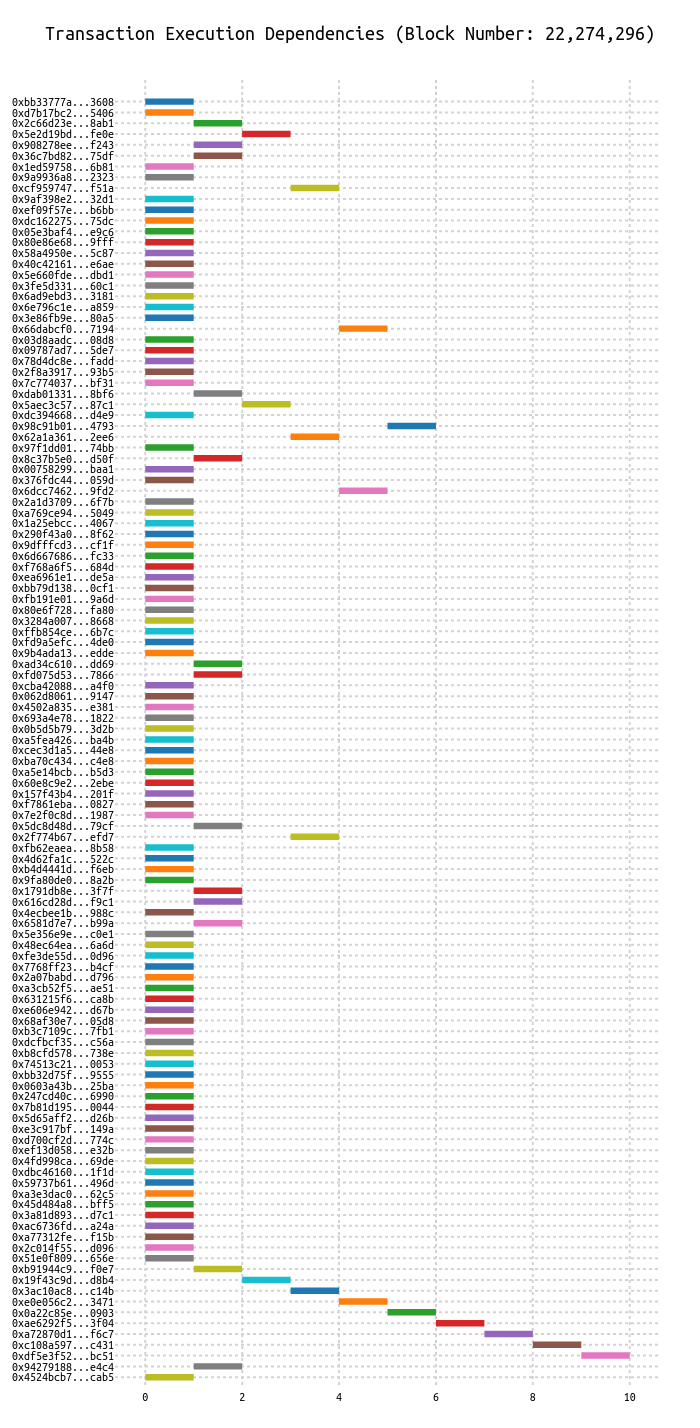 Transaction Execution Dependencies (Block Number: 22,274,296)
0xbb33777a...3608
0xd7b17bc2...5406
0x2c66d23e...8ab1
0x5e2d19bd...fe0e
0x908278ee...f243
0x36c7bd82...75df
0x1ed59758...6b81
0x9a9936a8...2323
0xcf959747...f51a
0x9af398e2...32d1
0xef09f57e...b6bb
0xdc162275...75dc
0x05e3baf4...e9c6
0x80e86e68...9fff
0x58a4950e...5c87
0x40c42161...e6ae
0x5e660fde...dbd1
0x3fe5d331...60c1
0x6ad9ebd3...3181
0x6e796c1e...a859
0x3e86fb9e...80a5
0x66dabcf0...7194
0x03d8aadc...08d8
0x09787ad7...5de7
0x78d4dc8e...fadd
0x2f8a3917...93b5
0x7c774037...bf31
0xdab01331...8bf6
0x5aec3c57...87c1
0xdc394668...d4e9
0x98c91b01...4793
0x62a1a361...2ee6
0x97f1dd01...74bb
0x8c37b5e0...d50f
0x00758299...baa1
0x376fdc44...059d
0x6dcc7462...9fd2
0x2a1d3709...6f7b
0xa769ce94...5049
0x1a25ebcc...4067
0x290f43a0...8f62
0x9dfffcd3...cf1f
0x6d667686...fc33
0xf768a6f5...684d
0xea6961e1...de5a
0xbb79d138...0cf1
0xfb191e01...9a6d
0x80e6f728...fa80
0x3284a007...8668
0xffb854ce...6b7c
0xfd9a5efc...4de0
0x9b4ada13...edde
0xad34c610...dd69
0xfd075d53...7866
0xcba42088...a4f0
0x062d8061...9147
0x4502a835...e381
0x693a4e78...1822
0x0b5d5b79...3d2b
0xa5fea426...ba4b
0xcec3d1a5...44e8
0xba70c434...c4e8
0xa5e14bcb...b5d3
0x60e8c9e2...2ebe
0x157f43b4...201f
0xf7861eba...0827
0x7e2f0c8d...1987
0x5dc8d48d...79cf
0x2f774b67...efd7
0xfb62eaea...8b58
0x4d62fa1c...522c
0xb4d4441d...f6eb
0x9fa80de0...8a2b
0x1791db8e...3f7f
0x616cd28d...f9c1
0x4ecbee1b...988c
0x6581d7e7...b99a
0x5e356e9e...c0e1
0x48ec64ea...6a6d
0xfe3de55d...0d96
0x7768ff23...b4cf
0x2a07babd...d796
0xa3cb52f5...ae51
0x631215f6...ca8b
0xe606e942...d67b
0x68af30e7...05d8
0xb3c7109c...7fb1
0xdcfbcf35...c56a
0xb8cfd578...738e
0x74513c21...0053
0xbb32d75f...9555
0x0603a43b...25ba
0x247cd40c...6990
0x7b81d195...0044
0x5d65aff2...d26b
0xe3c917bf...149a
0xd700cf2d...774c
0xef13d058...e32b
0x4fd998ca...69de
0xdbc46160...1f1d
0x59737b61...496d
0xa3e3dac0...62c5
0x45d484a8...bff5
0x3a81d893...d7c1
0xac6736fd...a24a
0xa77312fe...f15b
0x2c014f55...d096
0x51e0f809...656e
0xb91944c9...f0e7
0x19f43c9d...d8b4
0x3ac10ac8...c14b
0xe0e056c2...3471
0x0a22c85e...0903
0xae6292f5...3f04
0xa72870d1...f6c7
0xc108a597...c431
0xdf5e3f52...bc51
0x94279188...e4c4
0x4524bcb7...cab5
0 2 4 6 8 10